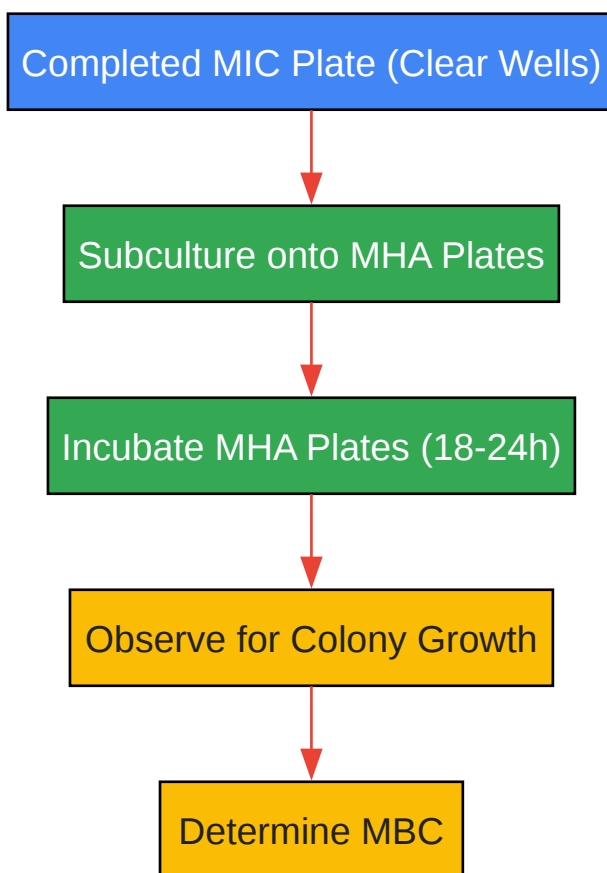 Completed MIC Plate (Clear Wells)
Subculture onto MHA Plates
Incubate MHA Plates (18-24h)
Observe for Colony Growth
Determine MBC